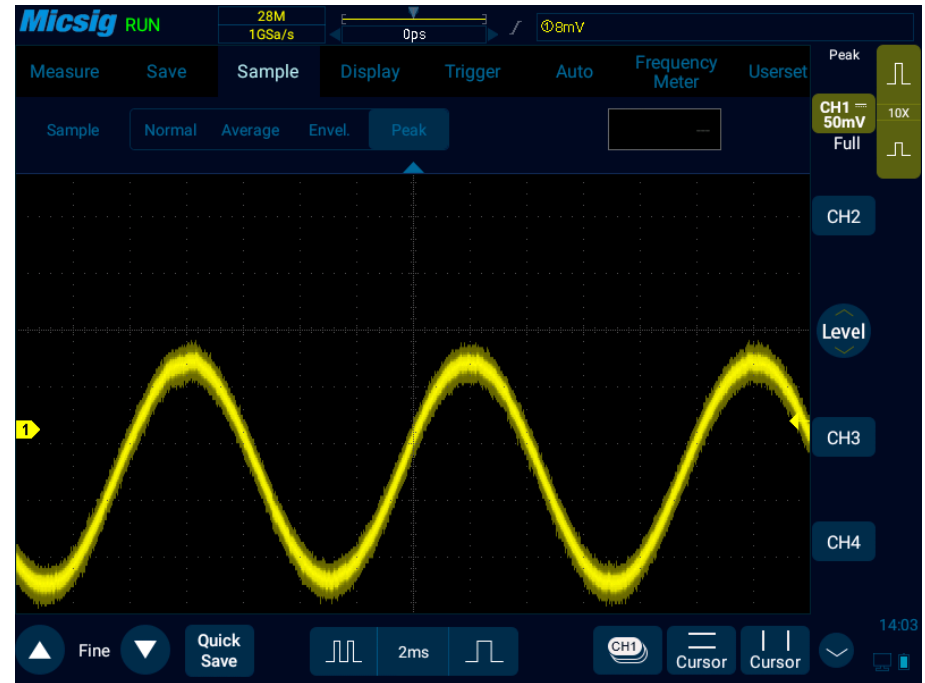 Micsig RUN
28M
1GSa/s
0ps
①8mV
Measure Save Sample Display Trigger Auto Frequency Meter Userset
Peak
Sample Normal Average Envel. Peak ---
CH1
50mV
Full
10X
CH2
Level
1
CH3
CH4
Fine
Quick
Save
2ms
CH1
Cursor
Cursor
14:03